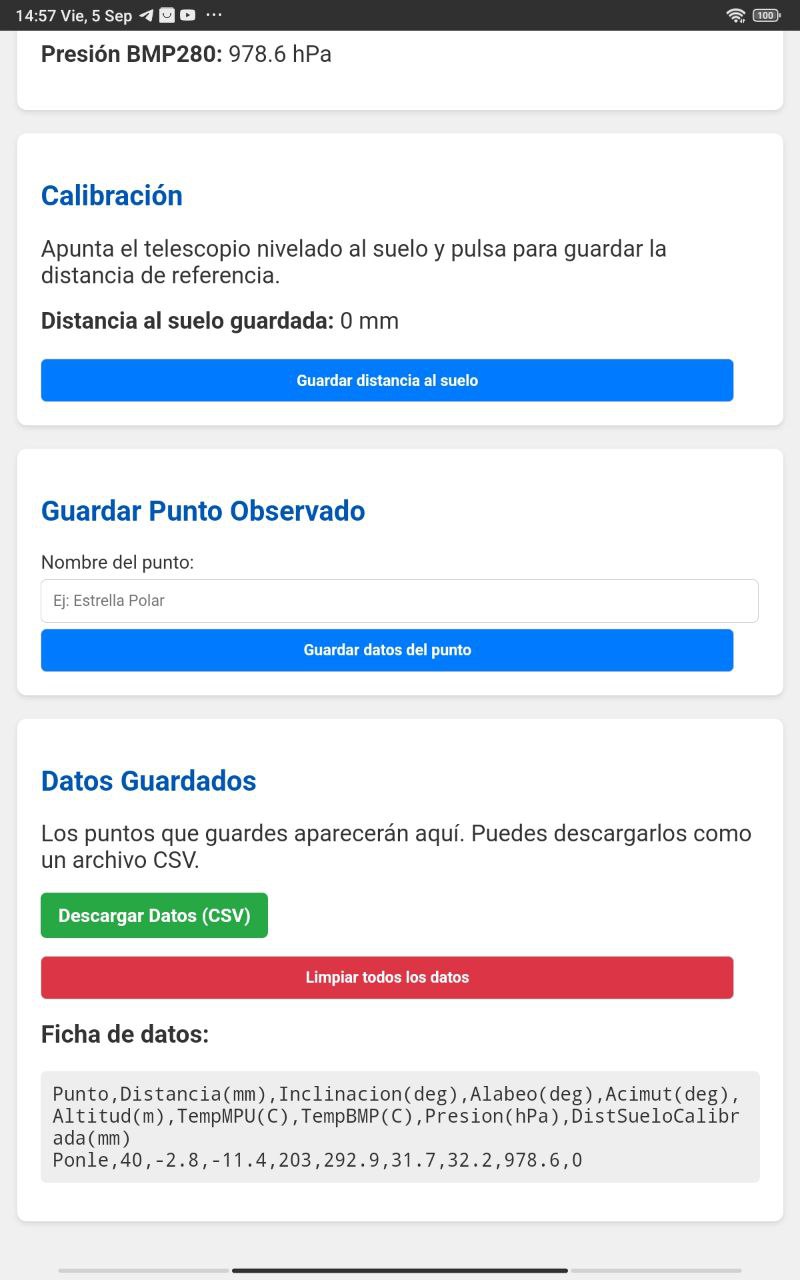 14:57 Vie, 5 Sep
100
Presión BMP280: 978.6 hPa
Calibración
Apunta el telescopio nivelado al suelo y pulsa para guardar la
distancia de referencia.
Distancia al suelo guardada: 0 mm
Guardar distancia al suelo
Guardar Punto Observado
Nombre del punto:
Ej: Estrella Polar
Guardar datos del punto
Datos Guardados
Los puntos que guardes aparecerán aquí. Puedes descargarlos como
un archivo CSV.
Descargar Datos (CSV)
Limpiar todos los datos
Ficha de datos:
Punto,Distancia(mm),Inclinacion(deg),Alabeo(deg),Acimut(deg),
Altitud(m),TempMPU(C),TempBMP(C),Presion(hPa),DistSueloCalibr
ada(mm)
Ponle,40,-2.8,-11.4,203,292.9,31.7,32.2,978.6,0